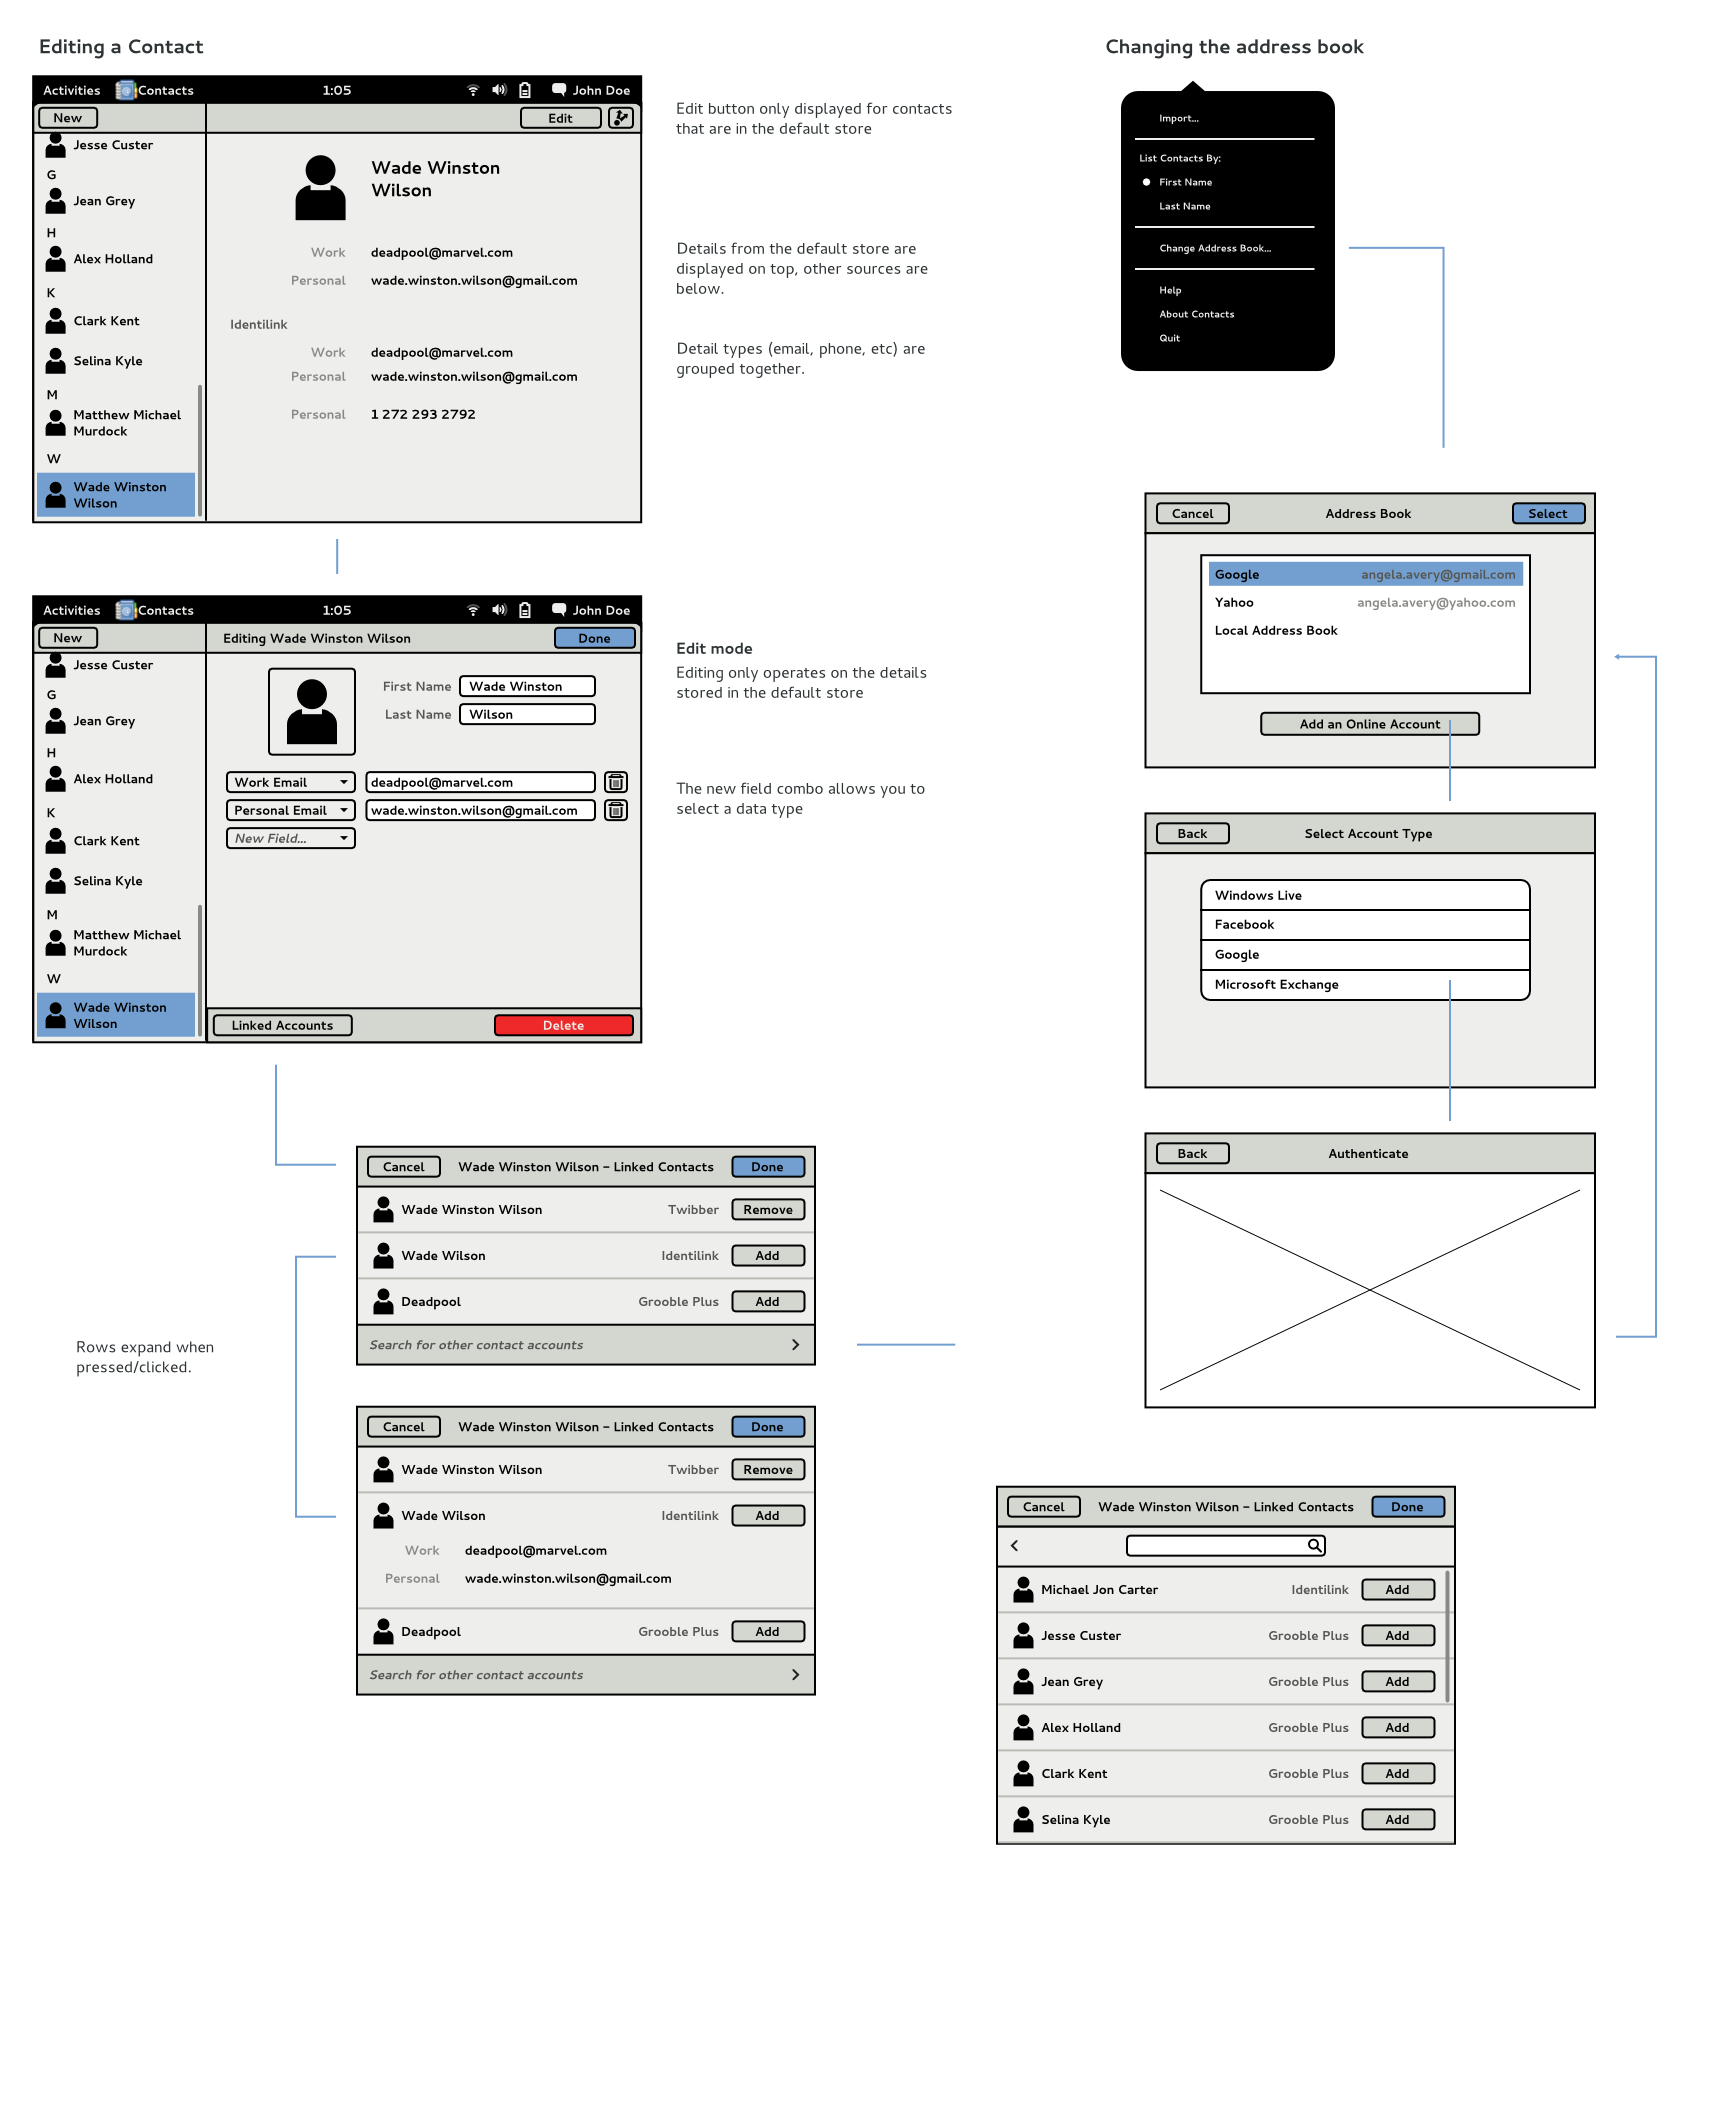 Editing a Contact
Activities Contacts 1:05 John Doe
New Edit
Jesse Custer
G
Jean Grey
H
Alex Holland
K
Clark Kent
Selina Kyle
M
Matthew Michael
Murdock
W
Wade Winston
Wilson
Wade Winston
Wilson
Work deadpool@marvel.com
Personal wade.winston.wilson@gmail.com
Identilink
Work deadpool@marvel.com
Personal wade.winston.wilson@gmail.com
Personal 1 272 293 2792
Edit button only displayed for contacts
that are in the default store
Details from the default store are
displayed on top, other sources are
below.
Detail types (email, phone, etc) are
grouped together.
Activities Contacts 1:05 John Doe
New Editing Wade Winston Wilson Done
Jesse Custer
G
Jean Grey
H
Alex Holland
K
Clark Kent
Selina Kyle
M
Matthew Michael
Murdock
W
Wade Winston
Wilson
First Name Wade Winston
Last Name Wilson
Work Email deadpool@marvel.com
Personal Email wade.winston.wilson@gmail.com
New Field...
Linked Accounts Delete
Edit mode
Editing only operates on the details
stored in the default store
The new field combo allows you to
select a data type
Cancel Wade Winston Wilson – Linked Contacts Done
Wade Winston Wilson Twibber Remove
Wade Wilson Identilink Add
Deadpool Grooble Plus Add
Search for other contact accounts
Rows expand when
pressed/clicked.
Cancel Wade Winston Wilson – Linked Contacts Done
Wade Winston Wilson Twibber Remove
Wade Wilson Identilink Add
Work deadpool@marvel.com
Personal wade.winston.wilson@gmail.com
Deadpool Grooble Plus Add
Search for other contact accounts
Changing the address book
Import...
List Contacts By:
First Name
Last Name
Change Address Book...
Help
About Contacts
Quit
Cancel Address Book Select
Google angela.avery@gmail.com
Yahoo angela.avery@yahoo.com
Local Address Book
Add an Online Account
Back Select Account Type
Windows Live
Facebook
Google
Microsoft Exchange
Back Authenticate
Cancel Wade Winston Wilson – Linked Contacts Done
Michael Jon Carter Identilink Add
Jesse Custer Grooble Plus Add
Jean Grey Grooble Plus Add
Alex Holland Grooble Plus Add
Clark Kent Grooble Plus Add
Selina Kyle Grooble Plus Add